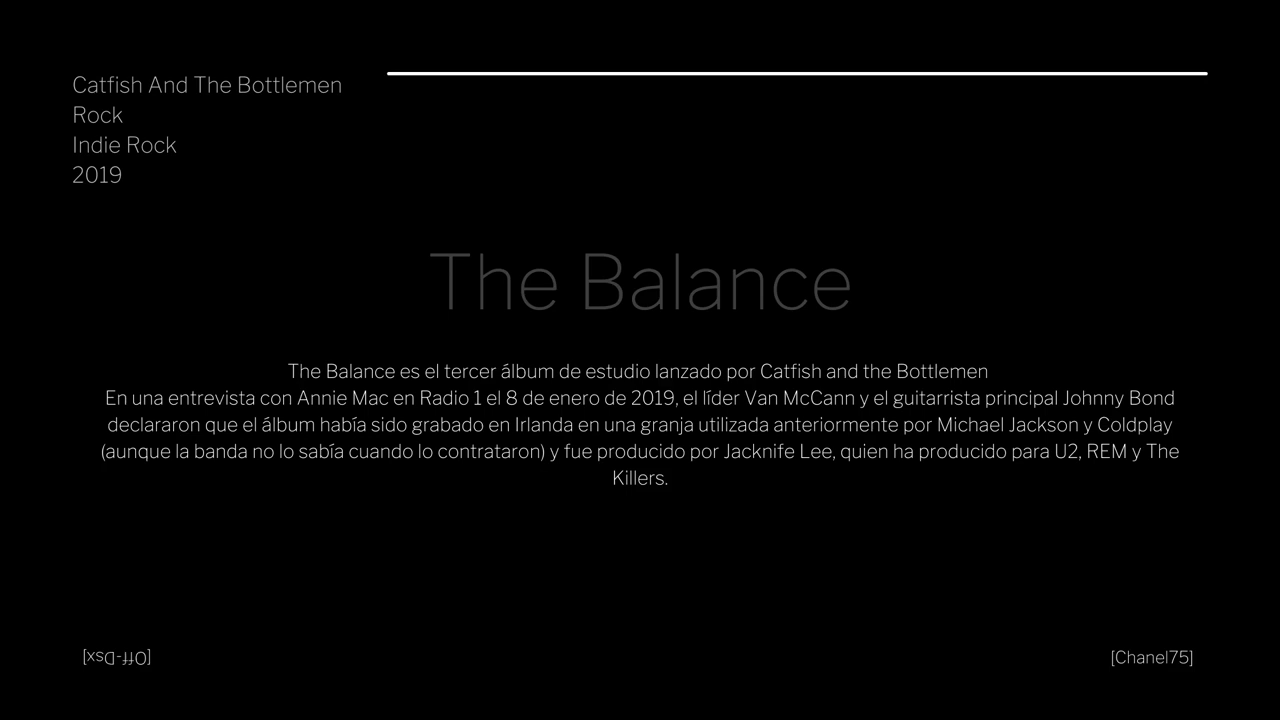 Catfish And The Bottlemen
Rock
Indie Rock
2019
The Balance
The Balance es el tercer álbum de estudio lanzado por Catfish and the Bottlemen
En una entrevista con Annie Mac en Radio 1 el 8 de enero de 2019, el líder Van McCann y el guitarrista principal Johnny Bond
declararon que el álbum había sido grabado en Irlanda en una granja utilizada anteriormente por Michael Jackson y Coldplay
(aunque la banda no lo sabía cuando lo contrataron) y fue producido por Jacknife Lee, quien ha producido para U2, REM y The
Killers.
[Off-Dsx]
[Chanel75]